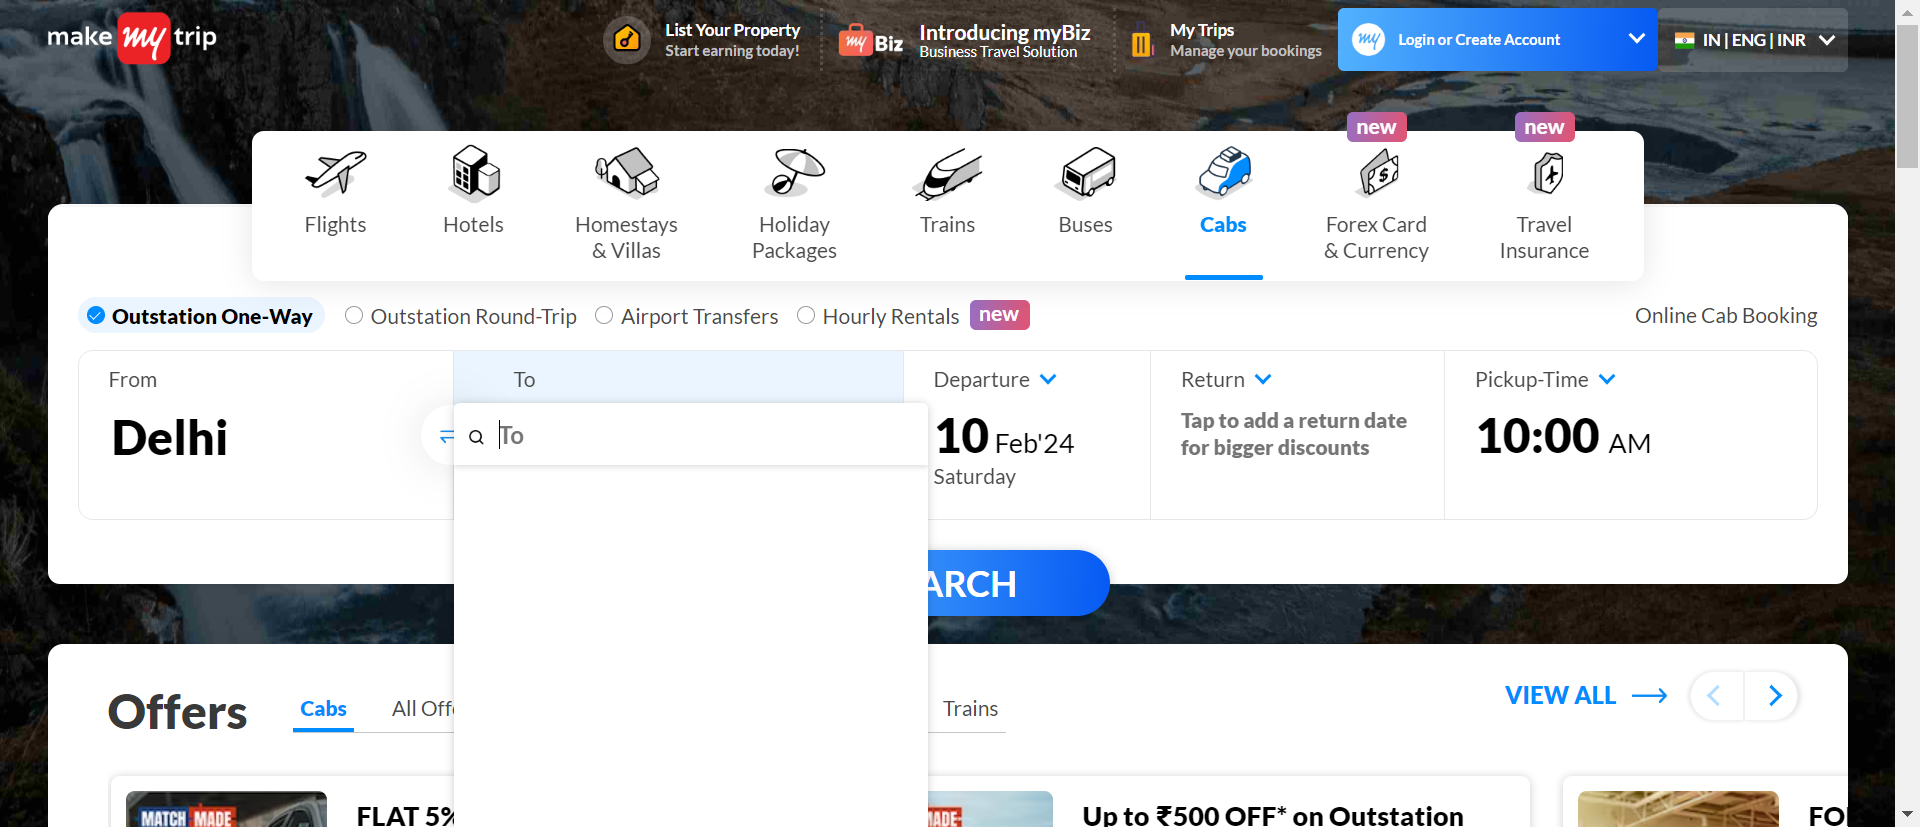 make my trip
List Your Property
Start earning today!
my Biz
Introducing myBiz
Business Travel Solution
My Trips
Manage your bookings
my
Login or Create Account
IN | ENG | INR
new
new
Flights
Hotels
Homestays
& Villas
Holiday
Packages
Trains
Buses
Cabs
Forex Card
& Currency
Travel
Insurance
Outstation One-Way
Outstation Round-Trip
Airport Transfers
Hourly Rentals
new
Online Cab Booking
From
Delhi
To
To
Departure
10 Feb'24
Saturday
Return
Tap to add a return date
for bigger discounts
Pickup-Time
10:00 AM
ARCH
Offers
Cabs
All Off
Trains
VIEW ALL
MATCH MADE
FLAT 5%
MADE
Up to ₹500 OFF* on Outstation
FO